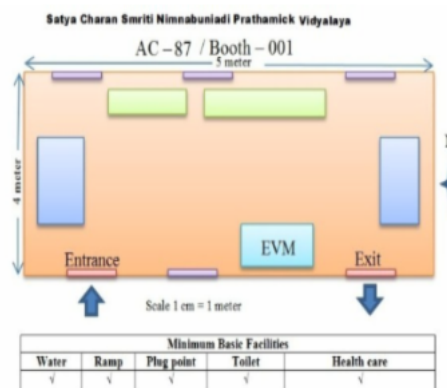 Satya Charan Smriti Nimnabuniadi Prathamick Vidyalaya
AC – 87 / Booth – 001
5 meter
4 meter
EVM
Entrance
Exit
Scale 1 cm = 1 meter
Minimum Basic Facilities
Water Ramp Plug point Toilet Health care
√ √ √ √ √